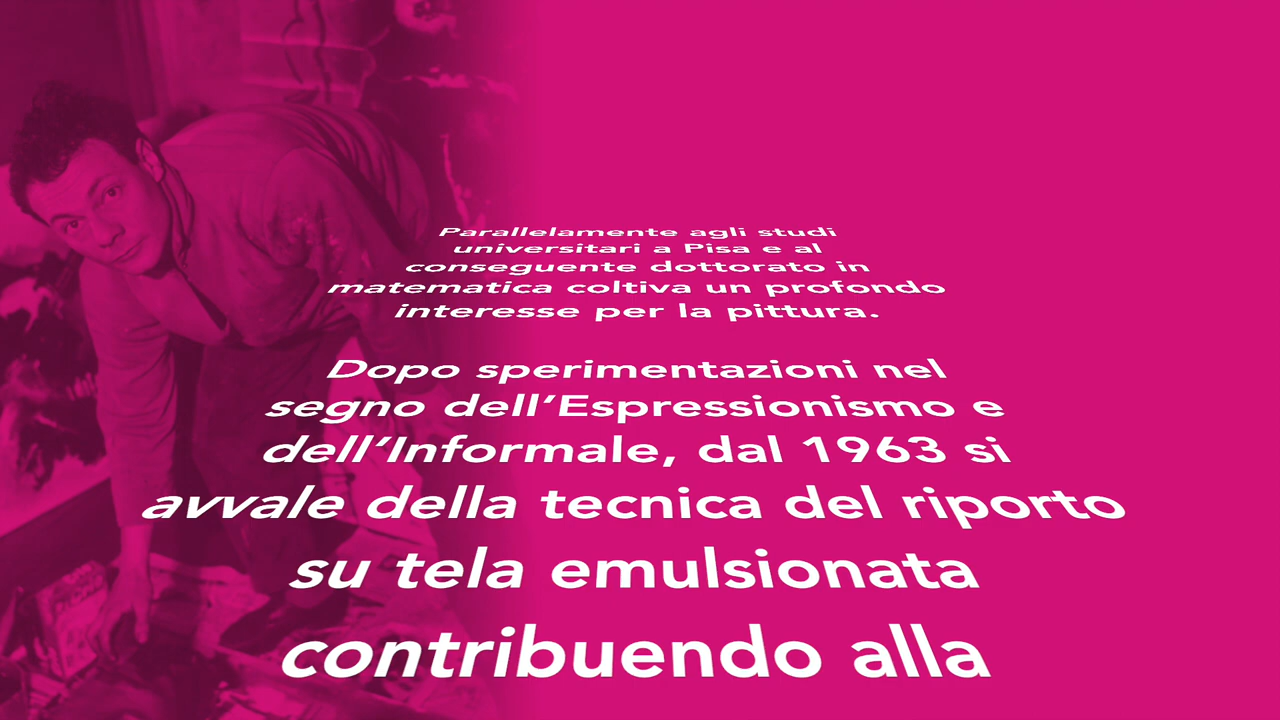 Parallelamente agli studi
universitari a Pisa e al
conseguente dottorato in
matematica coltiva un profondo
interesse per la pittura.
Dopo sperimentazioni nel
segno dell’Espressionismo e
dell’Informale, dal 1963 si
avvale della tecnica del riporto
su tela emulsionata
contribuendo alla